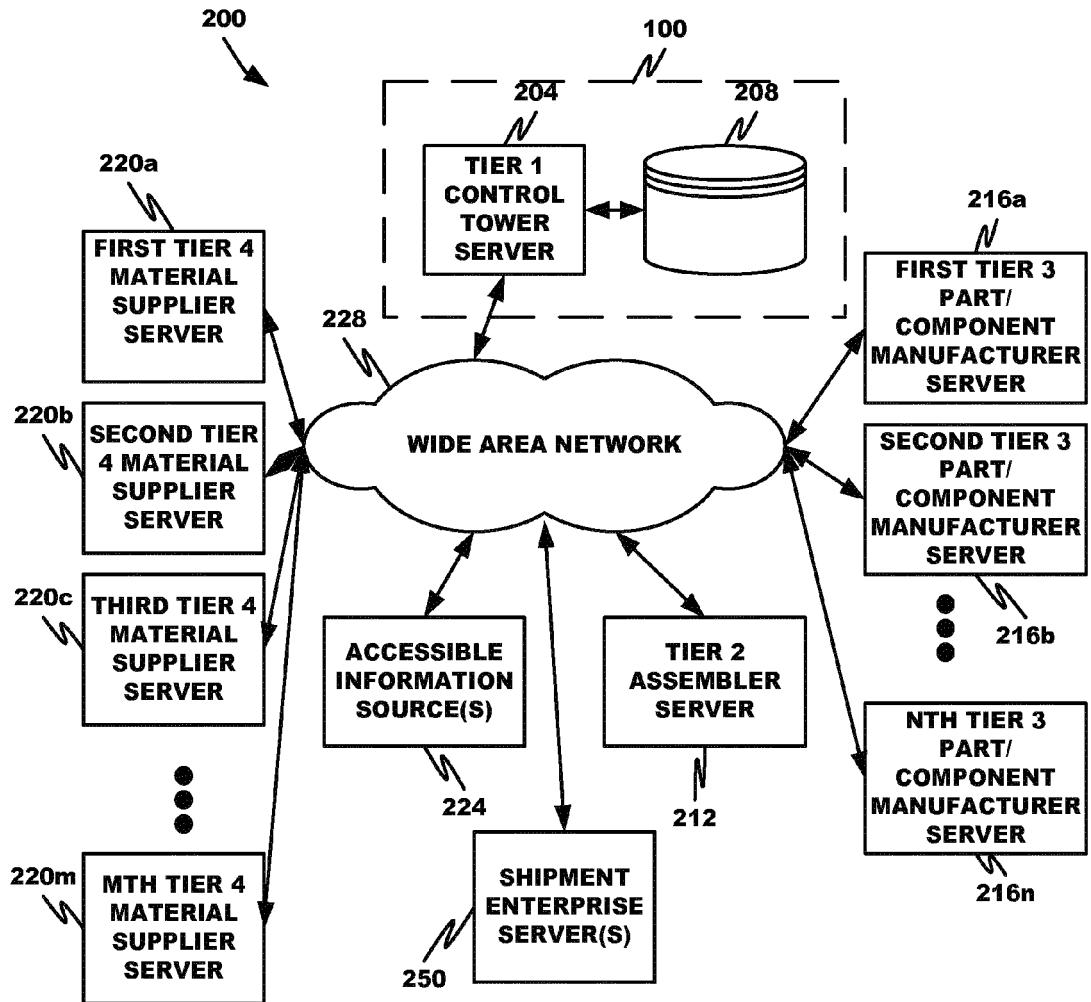 200
100
204
208
TIER 1
CONTROL
TOWER
SERVER
220a
FIRST TIER 4
MATERIAL
SUPPLIER
SERVER
216a
FIRST TIER 3
PART/
COMPONENT
MANUFACTURER
SERVER
228
WIDE AREA NETWORK
220b
SECOND TIER
4 MATERIAL
SUPPLIER
SERVER
SECOND TIER 3
PART/
COMPONENT
MANUFACTURER
SERVER
216b
220c
THIRD TIER 4
MATERIAL
SUPPLIER
SERVER
ACCESSIBLE
INFORMATION
SOURCE(S)
224
TIER 2
ASSEMBLER
SERVER
212
NTH TIER 3
PART/
COMPONENT
MANUFACTURER
SERVER
216n
220m
MTH TIER 4
MATERIAL
SUPPLIER
SERVER
SHIPMENT
ENTERPRISE
SERVER(S)
250